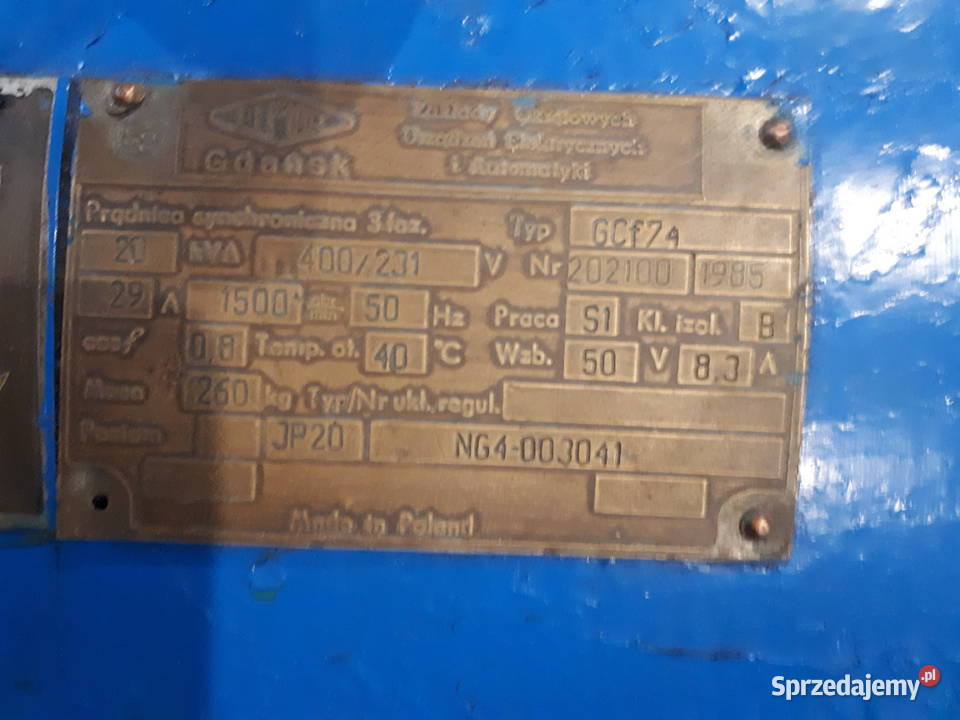 Gdańsk
Zakłady Okrętowych
Urządzeń Elektrycznych
i Automatyki
Prądnica synchroniczna 3 faz. Typ GCf74
20 kVA 400/231 V Nr 202100 1985
29 A 1500 obr/min 50 Hz Praca S1 Kl. izol. B
cosφ 0,8 Temp. ot. 40 °C Wzb. 50 V 8.3 A
Masa 260 kg Typ/Nr ukł. regul.
JP20 NG4-003041
Made in Poland
Sprzedajemy.pl